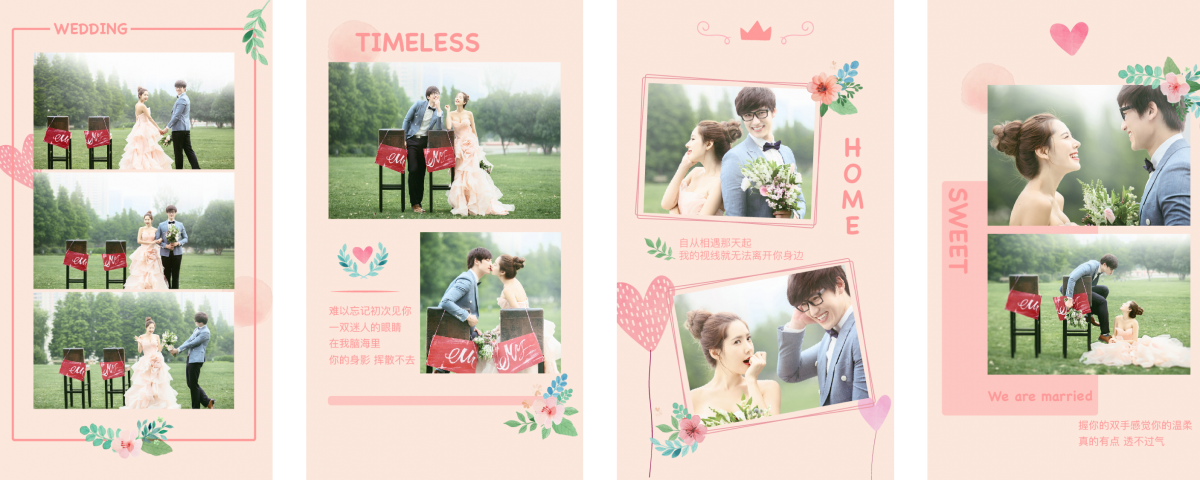 WEDDING
TIMELESS
难以忘记初次见你
一双迷人的眼睛
在我脑海里
你的身影 挥散不去
HOME
自从相遇那天起
我的视线就无法离开你身边
SWEET
We are married
握你的双手感觉你的温柔
真的有点 透不过气